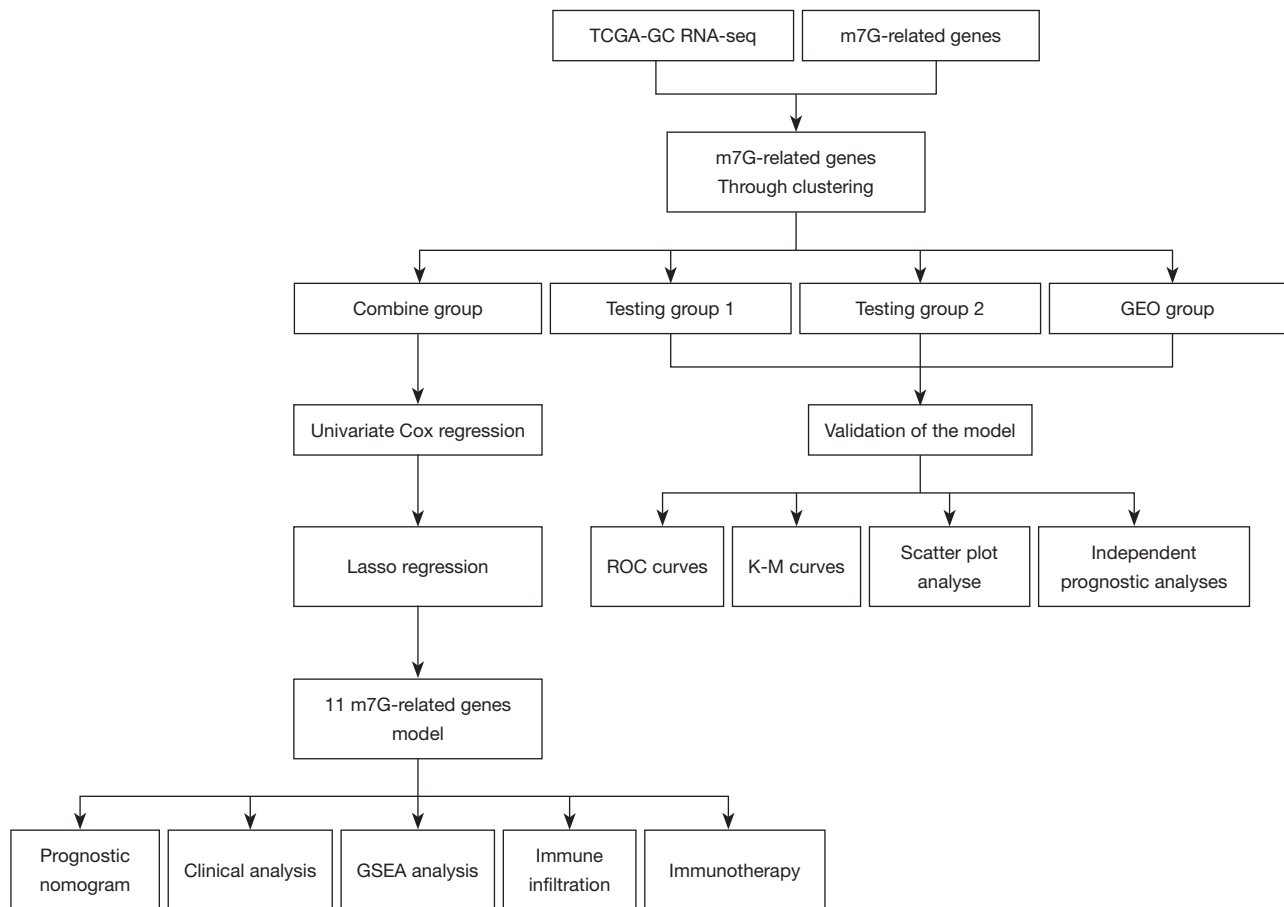 TCGA-GC RNA-seq
m7G-related genes
m7G-related genes
Through clustering
Combine group
Testing group 1
Testing group 2
GEO group
Univariate Cox regression
Validation of the model
Lasso regression
ROC curves
K-M curves
Scatter plot
analyse
Independent
prognostic analyses
11 m7G-related genes
model
Prognostic
nomogram
Clinical analysis
GSEA analysis
Immune
infiltration
Immunotherapy